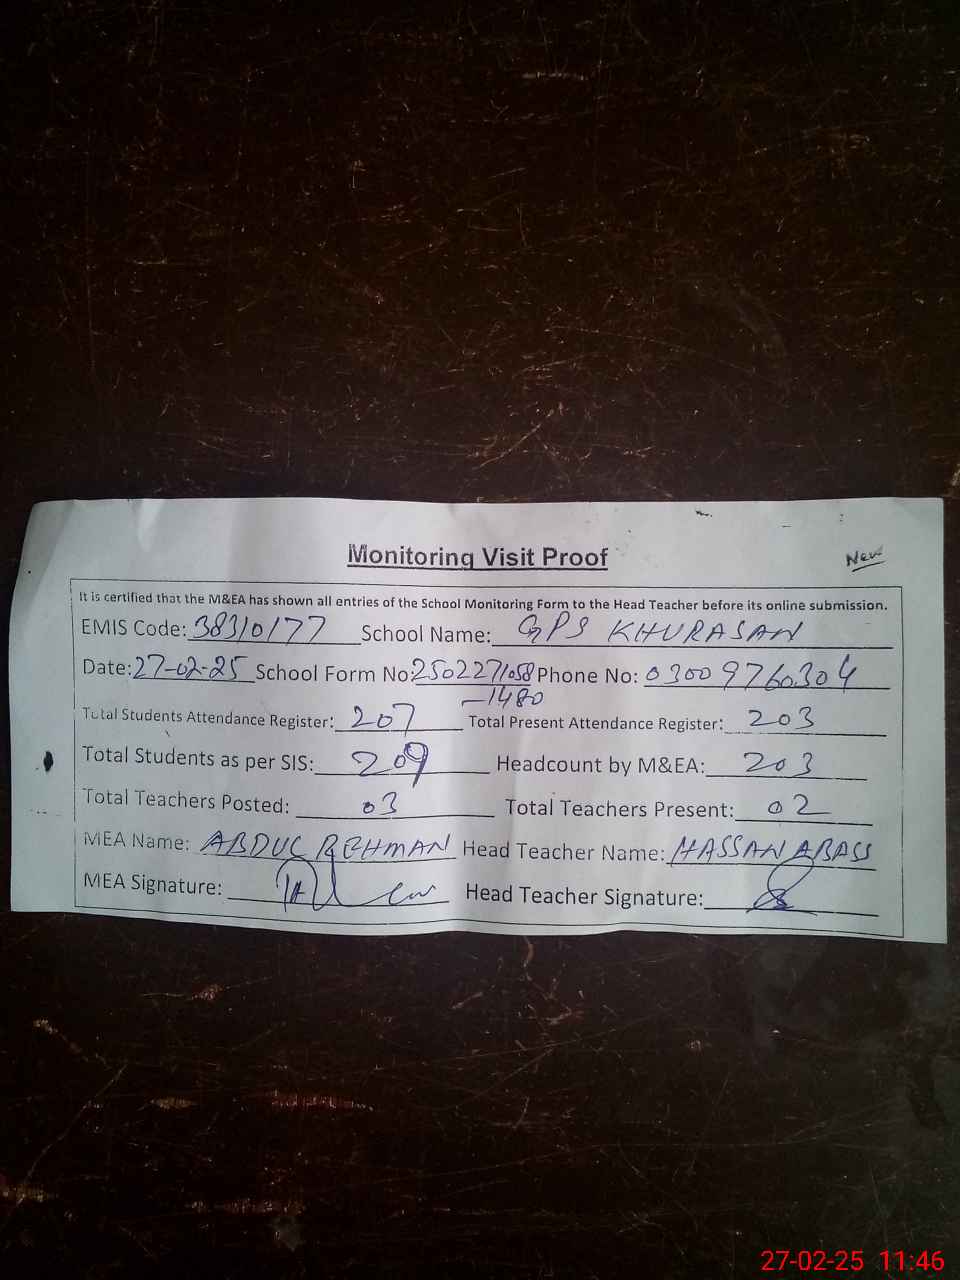 Monitoring Visit Proof
New
It is certified that the M&EA has shown all entries of the School Monitoring Form to the Head Teacher before its online submission.
EMIS Code: 38310177 School Name: GPS KHURASAN
Date: 27-02-25 School Form No: 2502271058 Phone No: 03009760304
-1480
Total Students Attendance Register: 207 Total Present Attendance Register: 203
Total Students as per SIS: 209 Headcount by M&EA: 203
Total Teachers Posted: 03 Total Teachers Present: 02
MEA Name: ABDUL REHMAN Head Teacher Name: HASSAN ABASS
MEA Signature: Head Teacher Signature:
27-02-25 11:46